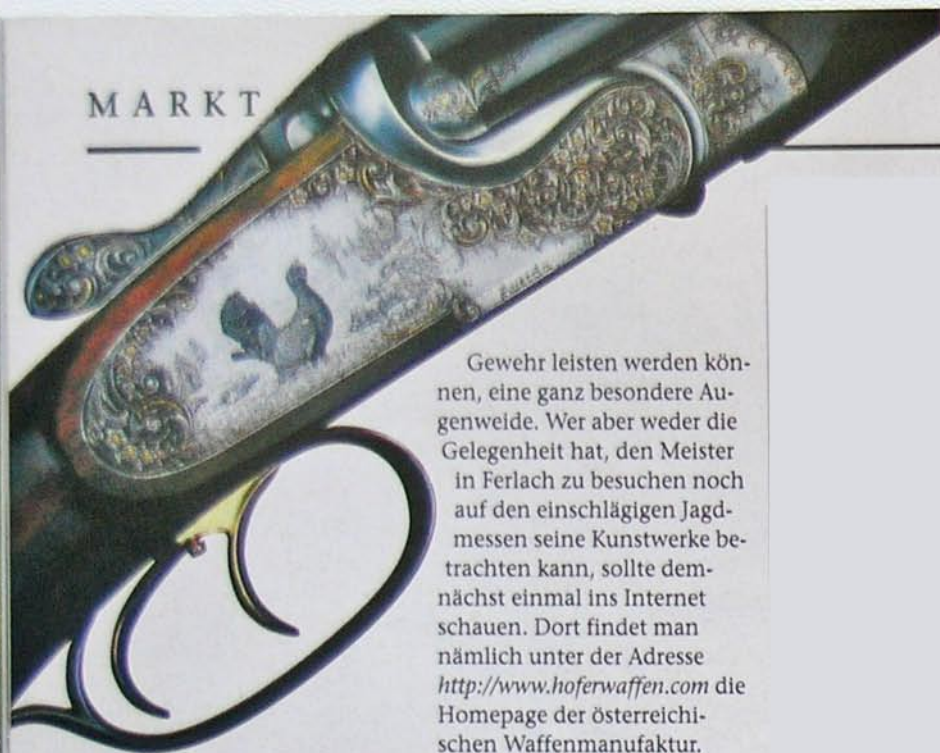 MARKT
Gewehr leisten werden kön-
nen, eine ganz besondere Au-
genweide. Wer aber weder die
Gelegenheit hat, den Meister
in Ferlach zu besuchen noch
auf den einschlägigen Jagd-
messen seine Kunstwerke be-
trachten kann, sollte dem-
nächst einmal ins Internet
schauen. Dort findet man
nämlich unter der Adresse
http://www.hoferwaffen.com die
Homepage der österreichi-
schen Waffenmanufaktur.